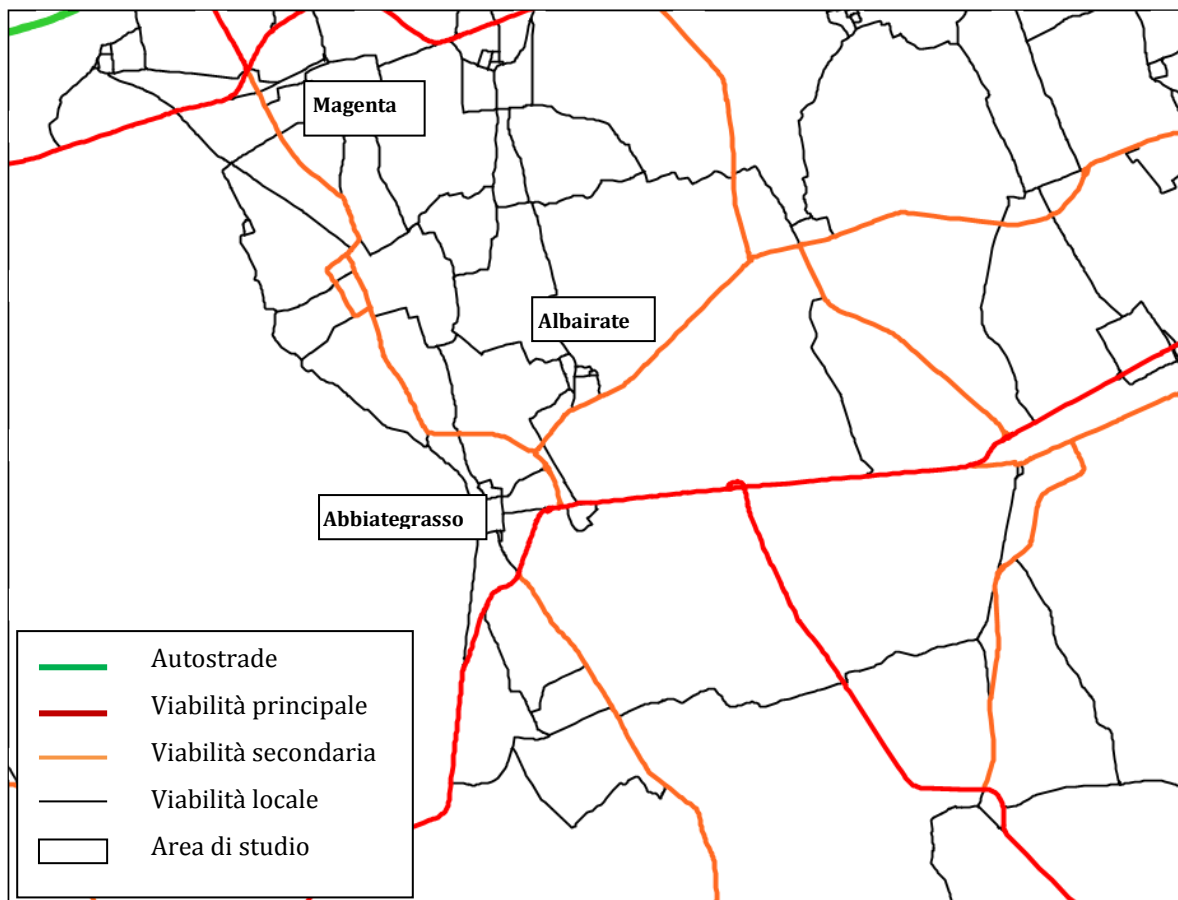 Magenta
Albairate
Abbiategrasso
Autostrade
Viabilità principale
Viabilità secondaria
Viabilità locale
Area di studio